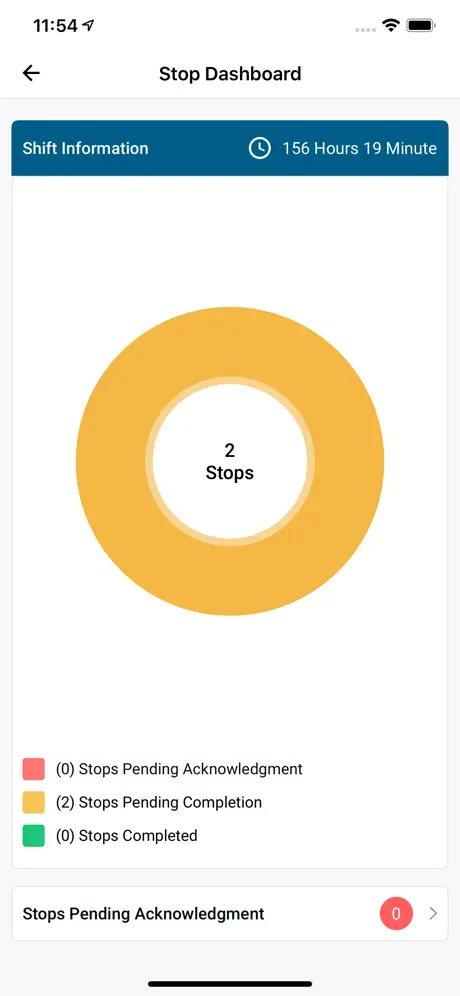 11:54
Stop Dashboard
Shift Information 156 Hours 19 Minute
2
Stops
(0) Stops Pending Acknowledgment
(2) Stops Pending Completion
(0) Stops Completed
Stops Pending Acknowledgment 0